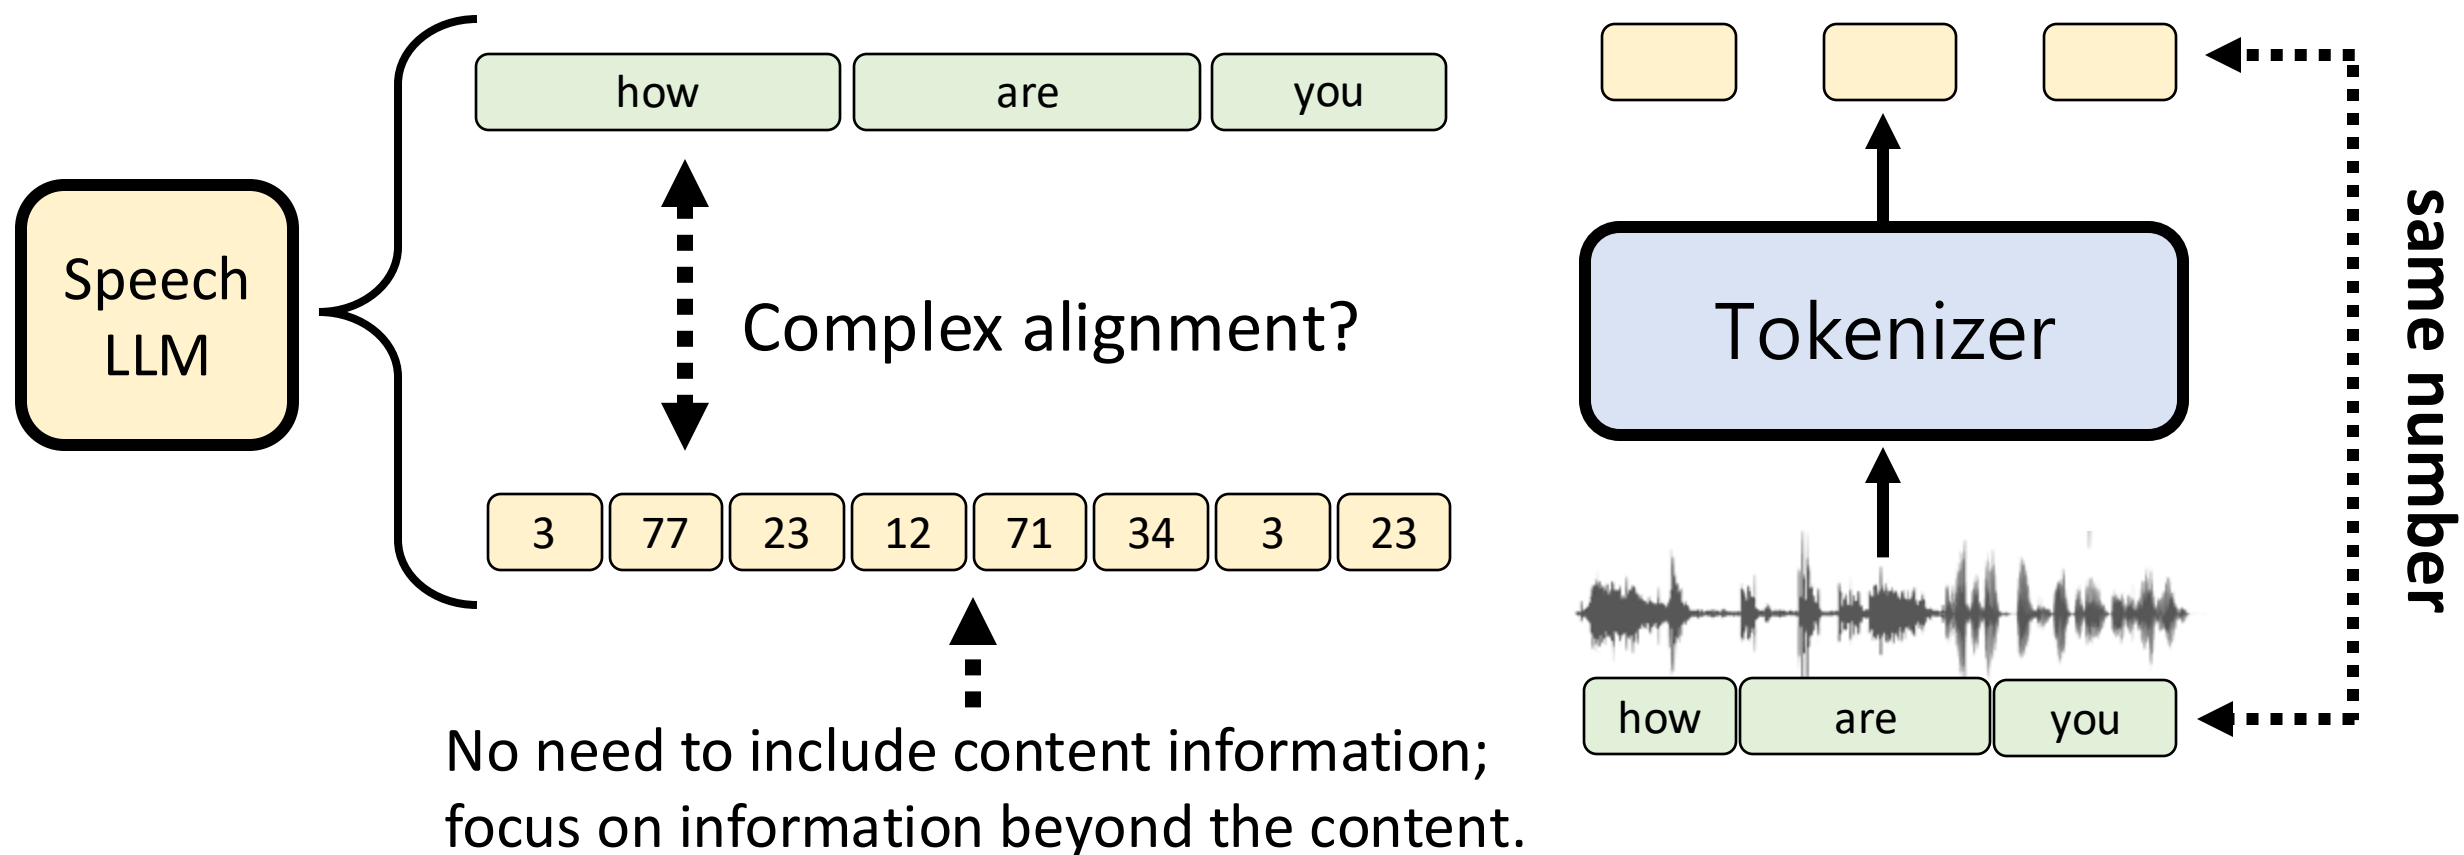 Speech
LLM
how are you
Complex alignment?
3 77 23 12 71 34 3 23
No need to include content information;
focus on information beyond the content.
Tokenizer
how are you
same number